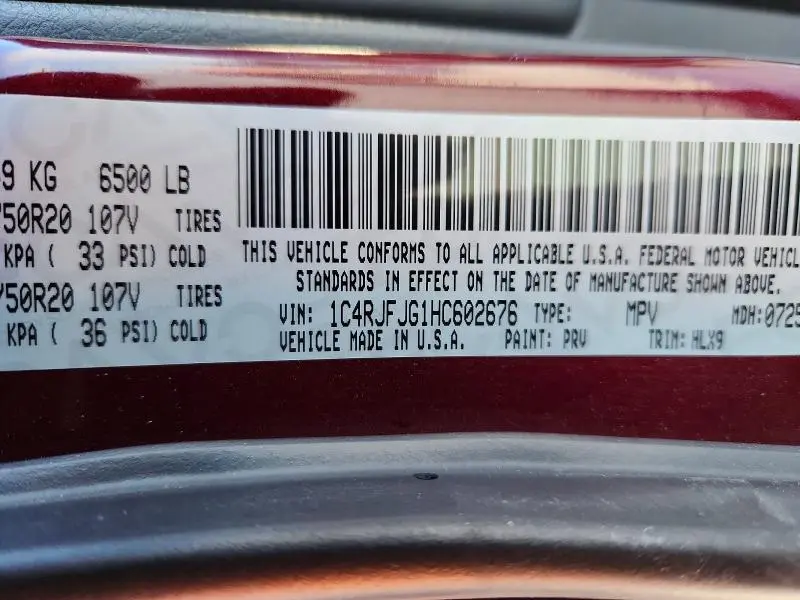 9 KG 6500 LB
50R20 107V TIRES
KPA ( 33 PSI) COLD
50R20 107V TIRES
KPA ( 36 PSI) COLD
THIS VEHICLE CONFORMS TO ALL APPLICABLE U.S.A. FEDERAL MOTOR VEHICL
STANDARDS IN EFFECT ON THE DATE OF MANUFACTURE SHOWN ABOVE.
VIN: 1C4RJFJG1HC602676 TYPE: MPV MDH:0725
VEHICLE MADE IN U.S.A. PAINT: PRV TRIM: HLX9